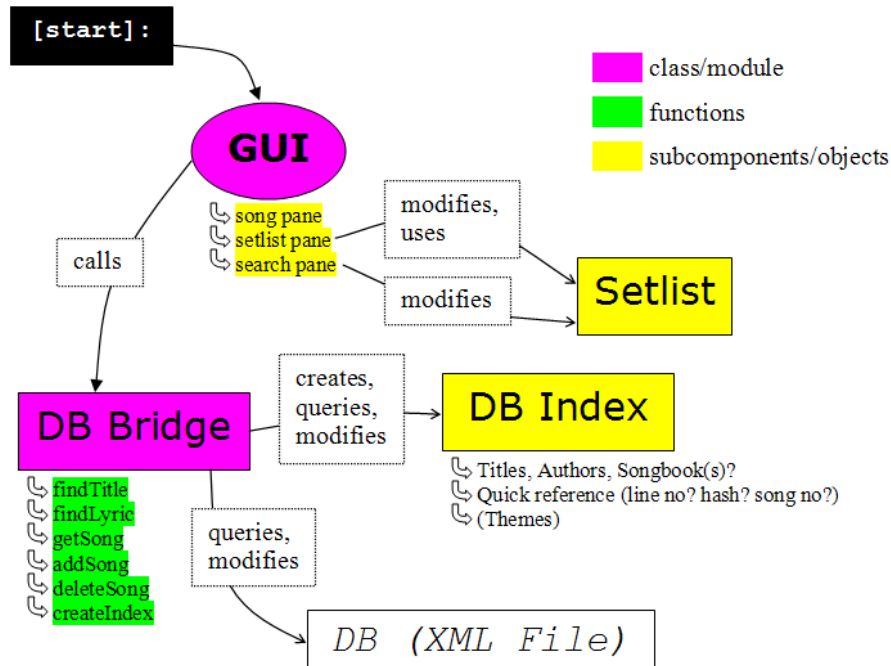 [start]:
class/module
functions
subcomponents/objects
GUI
song pane
setlist pane
search pane
modifies,
uses
calls
modifies
Setlist
DB Bridge
creates,
queries,
modifies
DB Index
findTitle
findLyric
getSong
addSong
deleteSong
createIndex
Titles, Authors, Songbook(s)?
Quick reference (line no? hash? song no?)
(Themes)
queries,
modifies
DB (XML File)